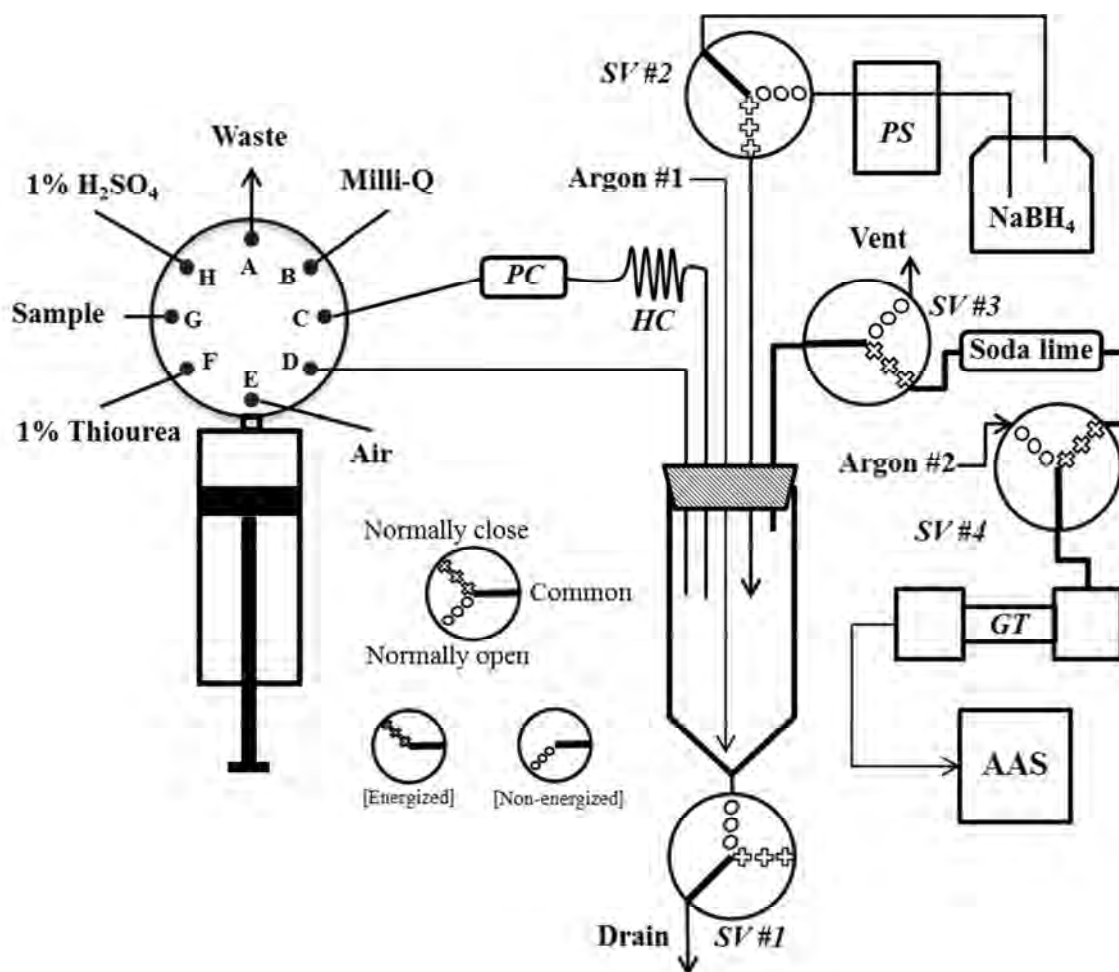 SV #2
Waste
PS
1% H₂SO₄
Milli-Q
Argon #1
NaBH₄
Vent
H
A
B
SV #3
PC
Sample
G
C
HC
Soda lime
F
D
E
1% Thiourea
Air
Argon #2
SV #4
Normally close
Common
GT
Normally open
AAS
[Energized]
[Non-energized]
Drain
SV #1